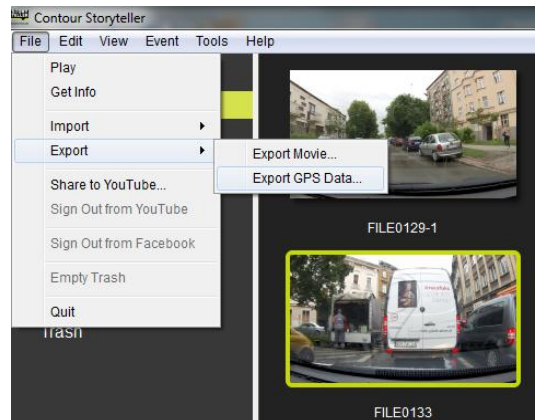 Contour Storyteller
File Edit View Event Tools Help
Play
Get Info
Import
Export
Export Movie...
Export GPS Data...
Share to YouTube...
Sign Out from YouTube
Sign Out from Facebook
Empty Trash
Quit
Trash
FILE0129-1
FILE0133